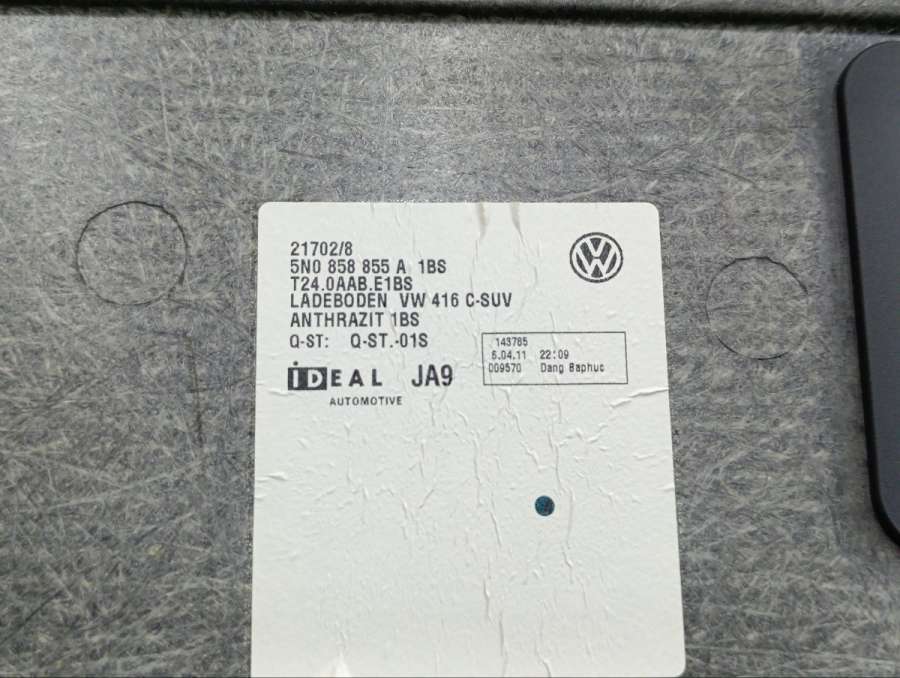 21702/8
5N0 858 855 A 1BS
T24.0AAB.E1BS
LADEBODEN VW 416 C-SUV
ANTHRAZIT 1BS
Q-ST: Q-ST.-01S
143785
6.04.11 22:09
009570 Dang Baphuc
iDEAL JA9
AUTOMOTIVE